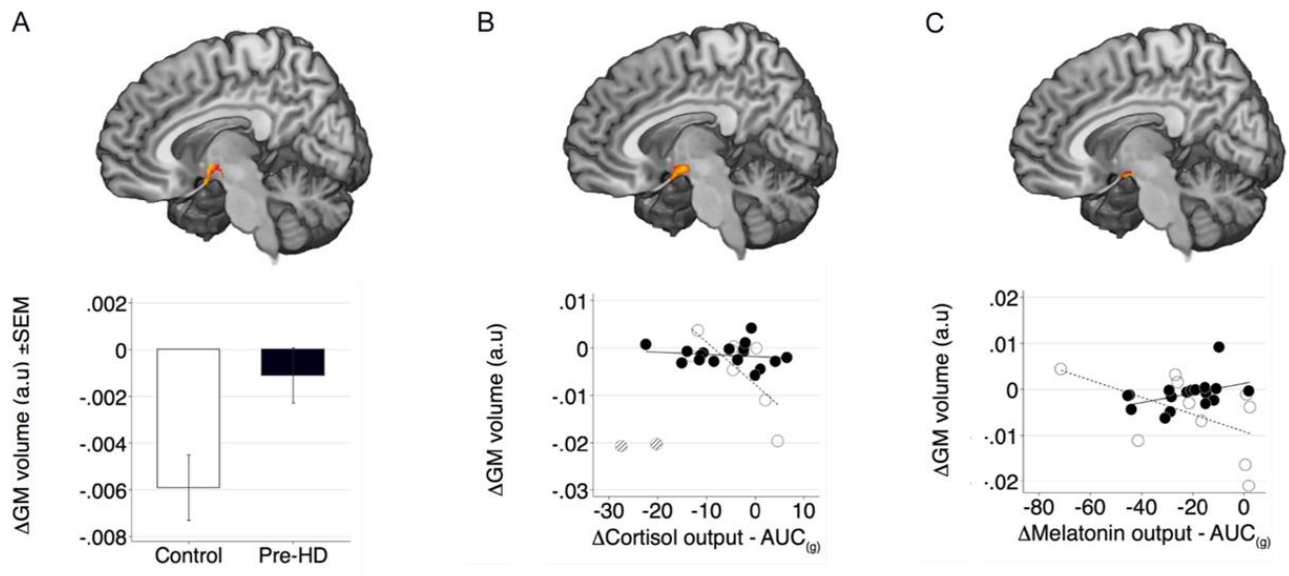 A
B
C
ΔGM volume (a.u) ±SEM
.002
0
-.002
-.004
-.006
-.008
Control Pre-HD
ΔGM volume (a.u)
.01
0
-.01
-.02
-.03
-30 -20 -10 0 10
ΔCortisol output - AUC(g)
ΔGM volume (a.u)
.02
.01
0
-.01
-.02
-80 -60 -40 -20 0
ΔMelatonin output - AUC(g)